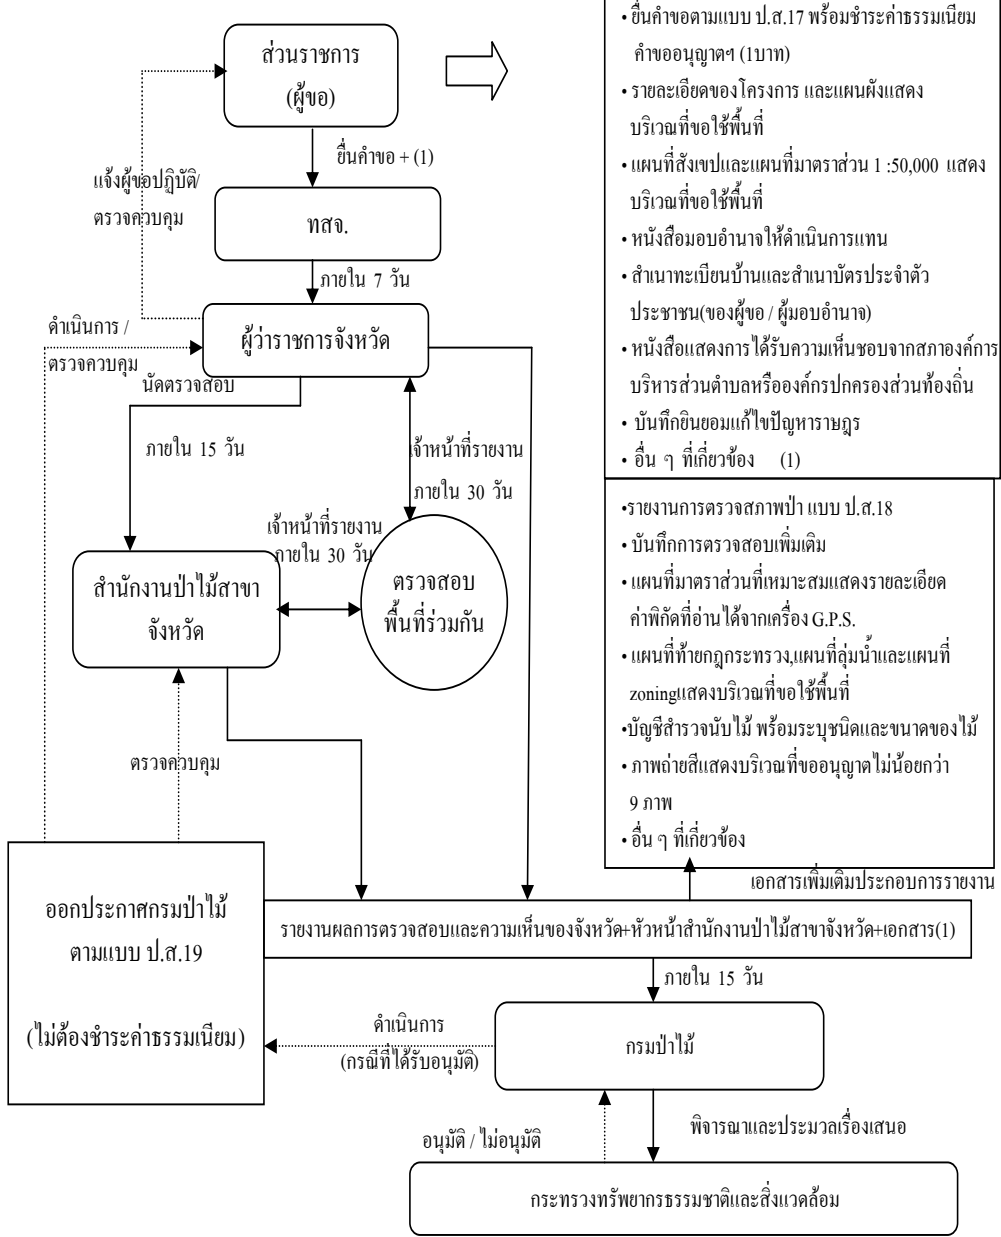 ส่วนราชการ
(ผู้ขอ)
ยื่นคำขอ + (1)
แจ้งผู้ขอปฏิบัติ/
ตรวจควบคุม
ทสจ.
ภายใน 7 วัน
ผู้ว่าราชการจังหวัด
ดำเนินการ /
ตรวจควบคุม
นัดตรวจสอบ
ภายใน 15 วัน
เจ้าหน้าที่รายงาน
ภายใน 30 วัน
เจ้าหน้าที่รายงาน
ภายใน 30 วัน
สำนักงานป่าไม้สาขา
จังหวัด
ตรวจสอบ
พื้นที่ร่วมกัน
ตรวจควบคุม
• ยื่นคำขอตามแบบ ป.ส.17 พร้อมชำระค่าธรรมเนียม
คำขออนุญาตฯ (1บาท)
• รายละเอียดของโครงการ และแผนผังแสดง
บริเวณที่ขอใช้พื้นที่
• แผนที่สังเขปและแผนที่มาตราส่วน 1 :50,000 แสดง
บริเวณที่ขอใช้พื้นที่
• หนังสือมอบอำนาจให้ดำเนินการแทน
• สำเนาทะเบียนบ้านและสำเนาบัตรประจำตัว
ประชาชน(ของผู้ขอ / ผู้มอบอำนาจ)
• หนังสือแสดงการได้รับความเห็นชอบจากสภาองค์การ
บริหารส่วนตำบลหรือองค์กรปกครองส่วนท้องถิ่น
• บันทึกยินยอมแก้ไขปัญหาราษฎร
• อื่น ๆ ที่เกี่ยวข้อง (1)
•รายงานการตรวจสภาพป่า แบบ ป.ส.18
• บันทึกการตรวจสอบเพิ่มเติม
• แผนที่มาตราส่วนที่เหมาะสมแสดงรายละเอียด
ค่าพิกัดที่อ่านได้จากเครื่อง G.P.S.
• แผนที่ท้ายกฎกระทรวง,แผนที่ลุ่มน้ำและแผนที่
zoningแสดงบริเวณที่ขอใช้พื้นที่
•บัญชีสำรวจนับไม้ พร้อมระบุชนิดและขนาดของไม้
• ภาพถ่ายสีแสดงบริเวณที่ขออนุญาตไม่น้อยกว่า
9 ภาพ
• อื่น ๆ ที่เกี่ยวข้อง
เอกสารเพิ่มเติมประกอบการรายงาน
ออกประกาศกรมป่าไม้
ตามแบบ ป.ส.19
(ไม่ต้องชำระค่าธรรมเนียม)
รายงานผลการตรวจสอบและความเห็นของจังหวัด+หัวหน้าสำนักงานป่าไม้สาขาจังหวัด+เอกสาร(1)
ภายใน 15 วัน
ดำเนินการ
(กรณีที่ได้รับอนุมัติ)
กรมป่าไม้
อนุมัติ / ไม่อนุมัติ
พิจารณาและประมวลเรื่องเสนอ
กระทรวงทรัพยากรธรรมชาติและสิ่งแวดล้อม